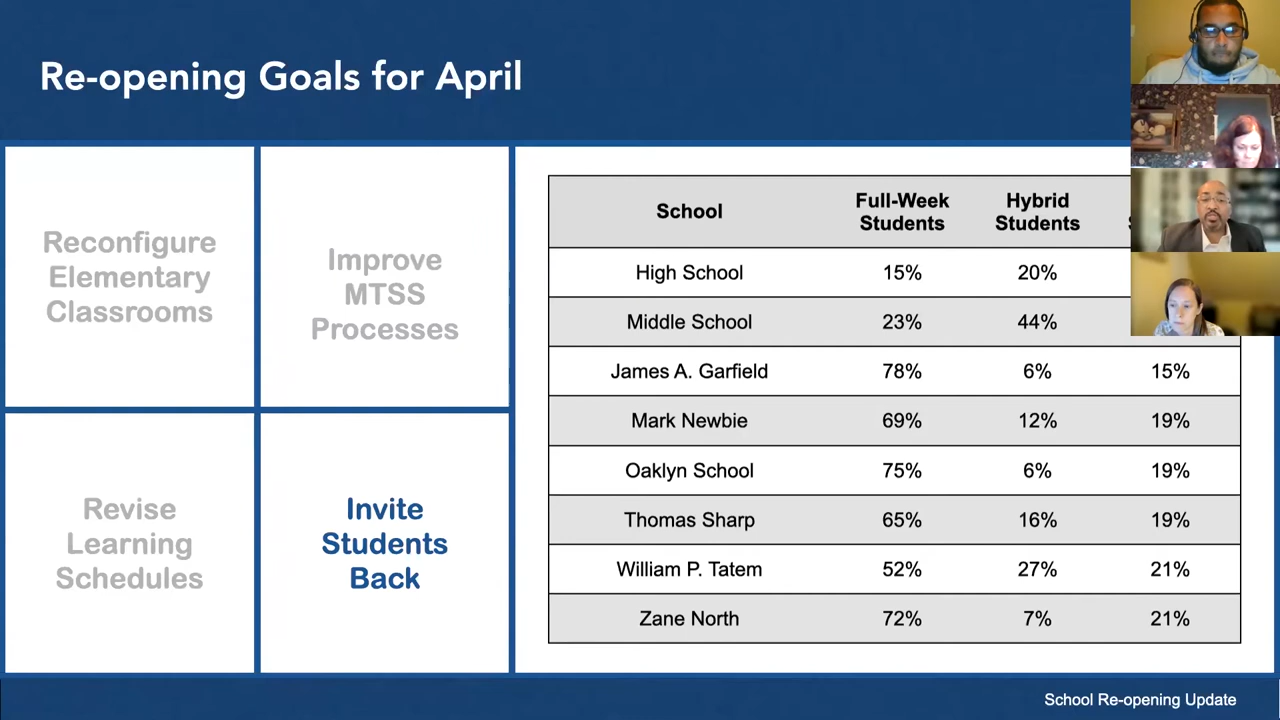 Re-opening Goals for April
Reconfigure
Elementary
Classrooms
Improve
MTSS
Processes
Revise
Learning
Schedules
Invite
Students
Back
School Full-Week Students Hybrid Students
High School 15% 20%
Middle School 23% 44%
James A. Garfield 78% 6% 15%
Mark Newbie 69% 12% 19%
Oaklyn School 75% 6% 19%
Thomas Sharp 65% 16% 19%
William P. Tatem 52% 27% 21%
Zane North 72% 7% 21%
School Re-opening Update